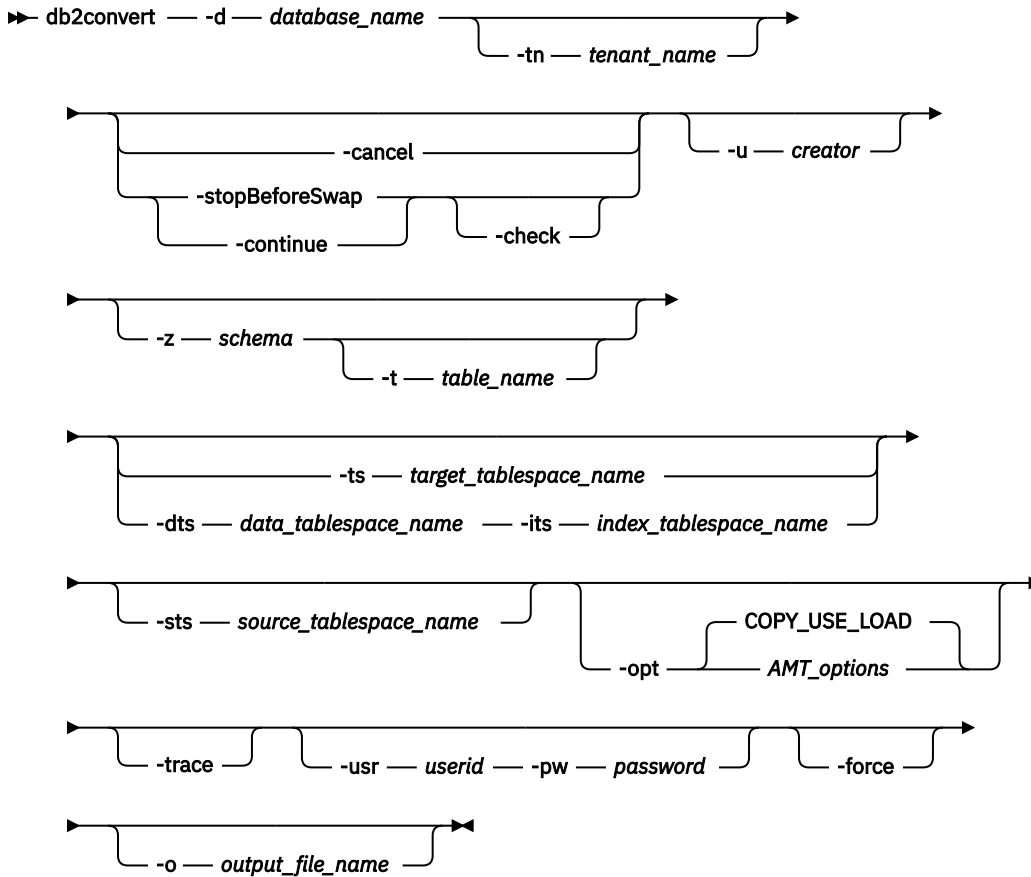 db2convert -d database_name
-tn tenant_name
-cancel
-u creator
-stopBeforeSwap
-continue
-check
-z schema
-t table_name
-ts target_tablespace_name
-dts data_tablespace_name -its index_tablespace_name
-sts source_tablespace_name
COPY_USE_LOAD
-opt AMT_options
-trace
-usr userid -pw password
-force
-o output_file_name